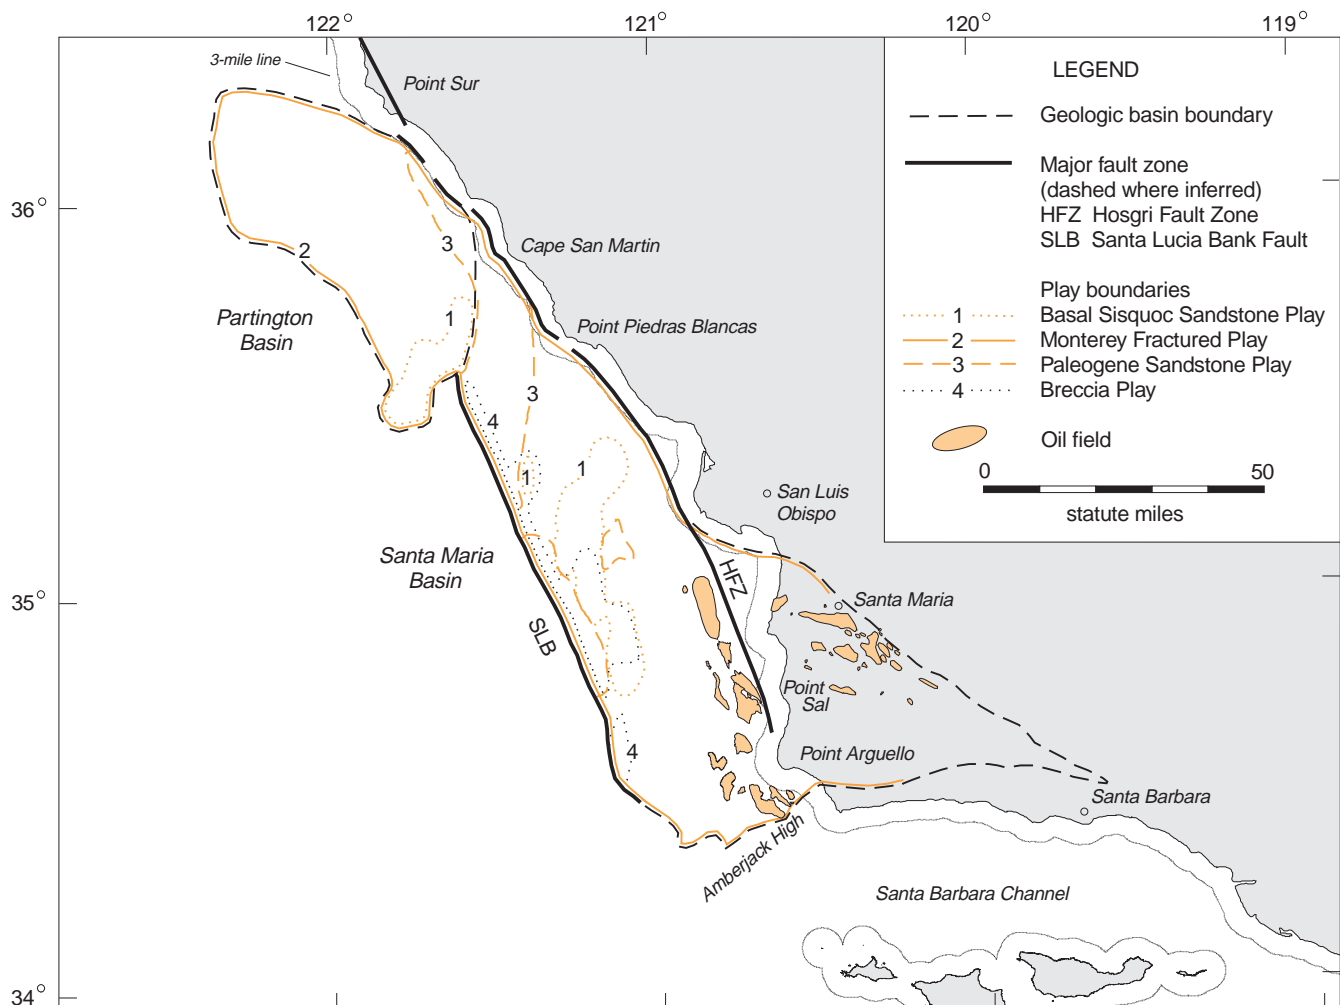 122° 121° 120° 119°
3-mile line
Point Sur
LEGEND
Geologic basin boundary
Major fault zone
(dashed where inferred)
HFZ Hosgri Fault Zone
SLB Santa Lucia Bank Fault
Play boundaries
1 Basal Sisquoc Sandstone Play
2 Monterey Fractured Play
3 Paleogene Sandstone Play
4 Breccia Play
Oil field
0 50
statute miles
36°
2
3
Cape San Martin
Partington
Basin
1
Point Piedras Blancas
3
4
1
1
San Luis
Obispo
Santa Maria
Basin
HFZ
35°
Santa Maria
SLB
Point
Sal
4
Point Arguello
Santa Barbara
Amberjack High
Santa Barbara Channel
34°